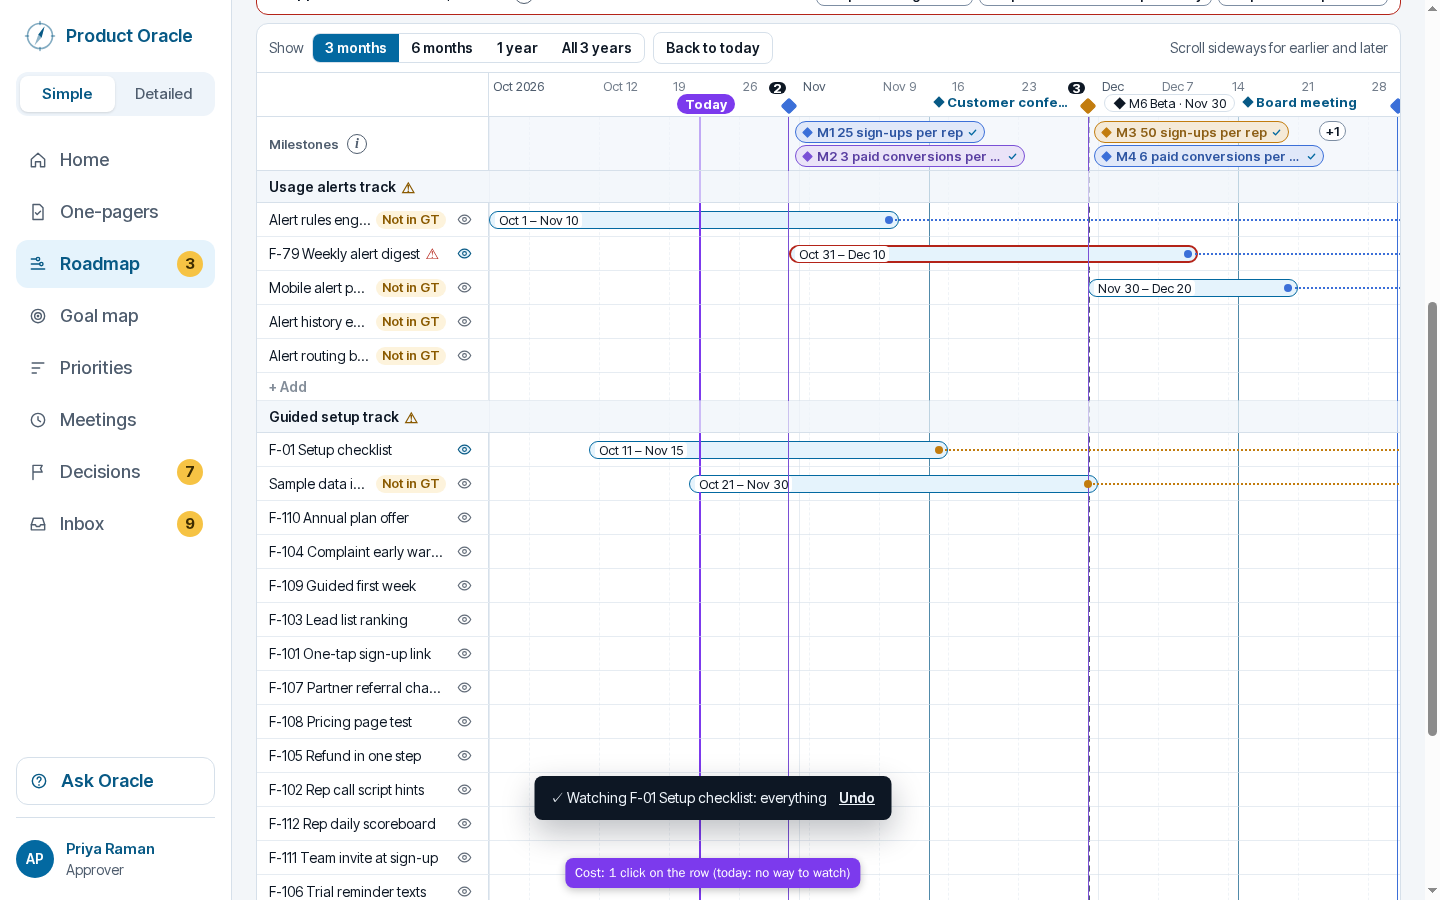 Product Oracle
Simple
Detailed
Home
One-pagers
Roadmap
3
Goal map
Priorities
Meetings
Decisions
7
Inbox
9
Ask Oracle
AP
Priya Raman
Approver
Show
3 months
6 months
1 year
All 3 years
Back to today
Scroll sideways for earlier and later
Oct 2026
Oct 12
19
26
2
Nov
Nov 9
16
23
3
Dec
Dec 7
14
21
28
Today
Customer confe…
M6 Beta · Nov 30
Board meeting
Milestones
i
M1 25 sign-ups per rep ✓
M3 50 sign-ups per rep ✓
+1
M2 3 paid conversions per … ✓
M4 6 paid conversions per … ✓
Usage alerts track ⚠
Alert rules eng…
Not in GT
Oct 1 – Nov 10
F-79 Weekly alert digest ⚠
Oct 31 – Dec 10
Mobile alert p…
Not in GT
Nov 30 – Dec 20
Alert history e…
Not in GT
Alert routing b…
Not in GT
+ Add
Guided setup track ⚠
F-01 Setup checklist
Oct 11 – Nov 15
Sample data i…
Not in GT
Oct 21 – Nov 30
F-110 Annual plan offer
F-104 Complaint early war…
F-109 Guided first week
F-103 Lead list ranking
F-101 One-tap sign-up link
F-107 Partner referral cha…
F-108 Pricing page test
F-105 Refund in one step
F-102 Rep call script hints
F-112 Rep daily scoreboard
F-111 Team invite at sign-up
F-106 Trial reminder texts
✓ Watching F-01 Setup checklist: everything
Undo
Cost: 1 click on the row (today: no way to watch)